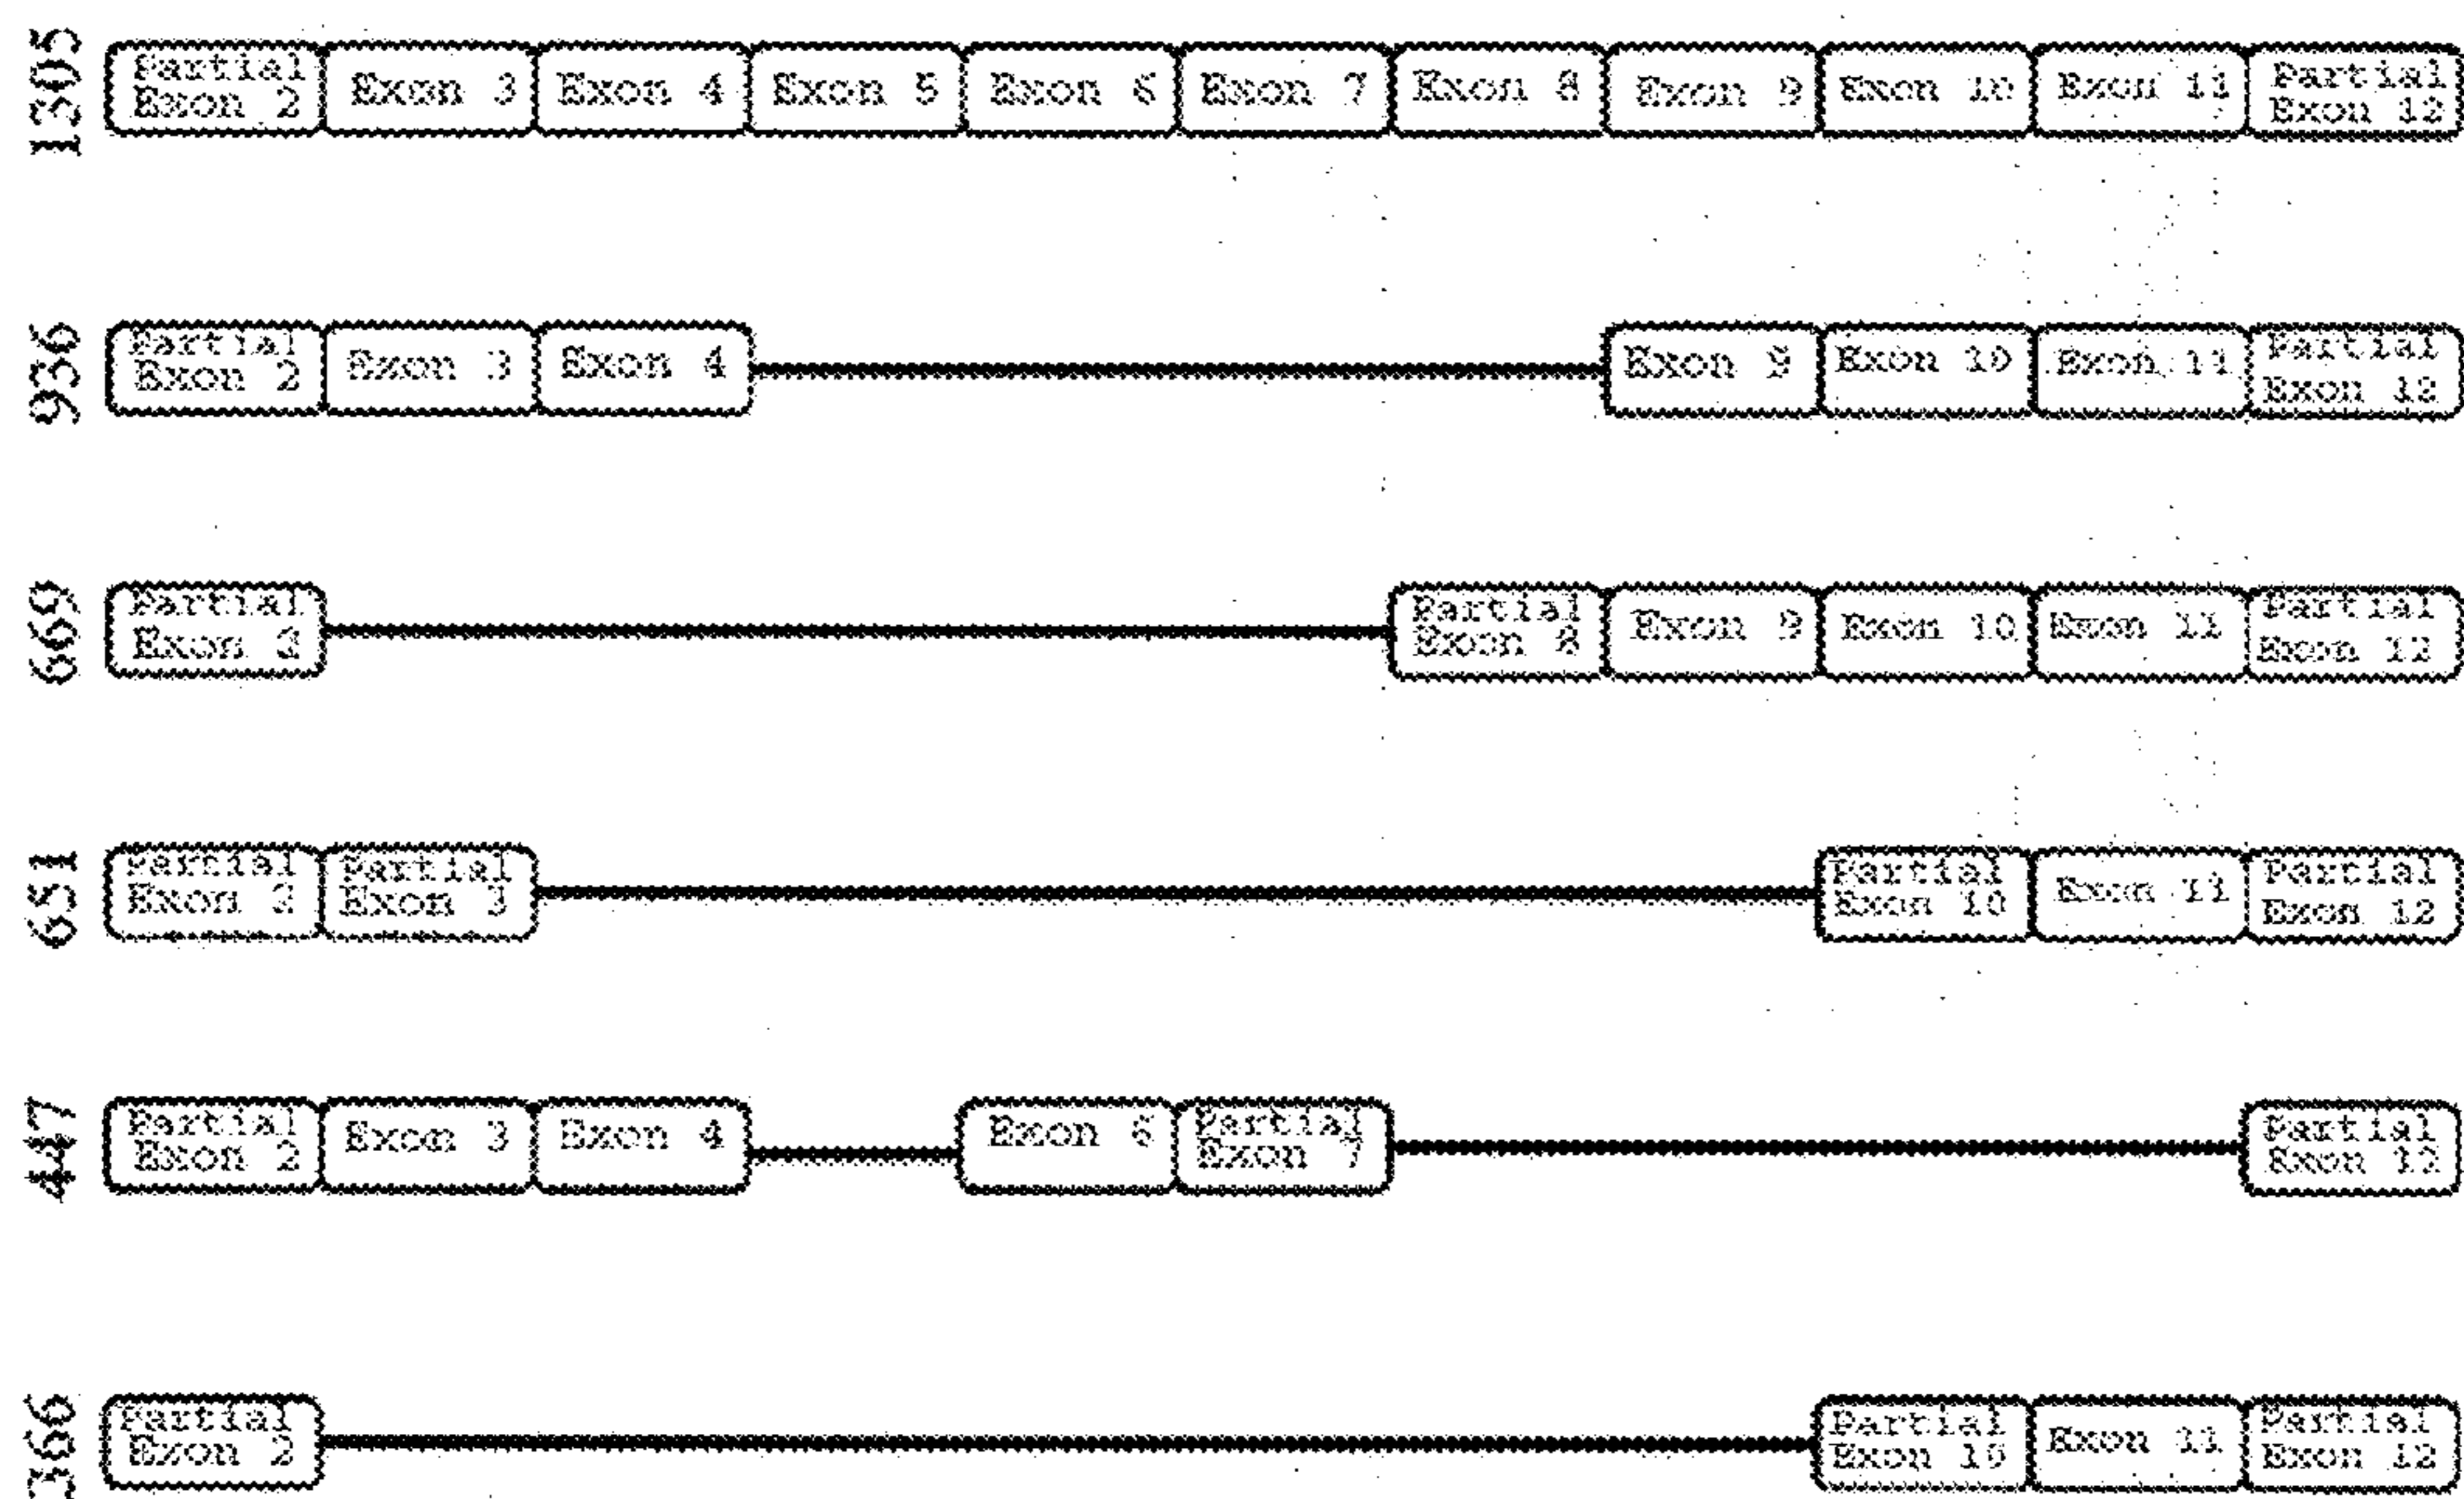 1305
Partial
Exon 2
Exon 3
Exon 4
Exon 5
Exon 6
Exon 7
Exon 8
Exon 9
Exon 10
Exon 11
Partial
Exon 12
936
Partial
Exon 2
Exon 3
Exon 4
Exon 9
Exon 10
Exon 11
Partial
Exon 12
669
Partial
Exon 2
Partial
Exon 8
Exon 9
Exon 10
Exon 11
Partial
Exon 12
651
Partial
Exon 2
Partial
Exon 3
Partial
Exon 10
Exon 11
Partial
Exon 12
447
Partial
Exon 2
Exon 3
Exon 4
Exon 6
Partial
Exon 7
Partial
Exon 12
366
Partial
Exon 2
Partial
Exon 10
Exon 11
Partial
Exon 12